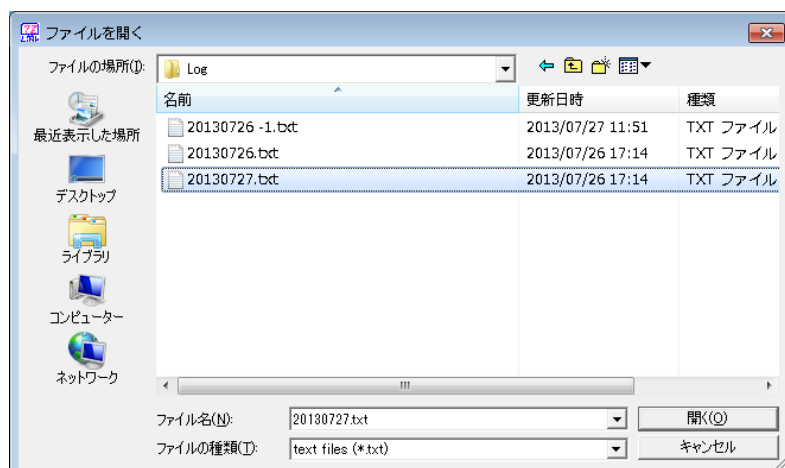 ファイルを開く
ファイルの場所(I):
Log
名前
更新日時
種類
20130726 -1.txt
2013/07/27 11:51
TXT ファイル
20130726.txt
2013/07/26 17:14
TXT ファイル
20130727.txt
2013/07/26 17:14
TXT ファイル
最近表示した場所
デスクトップ
ライブラリ
コンピューター
ネットワーク
ファイル名(N):
20130727.txt
開く(O)
ファイルの種類(T):
text files (*.txt)
キャンセル